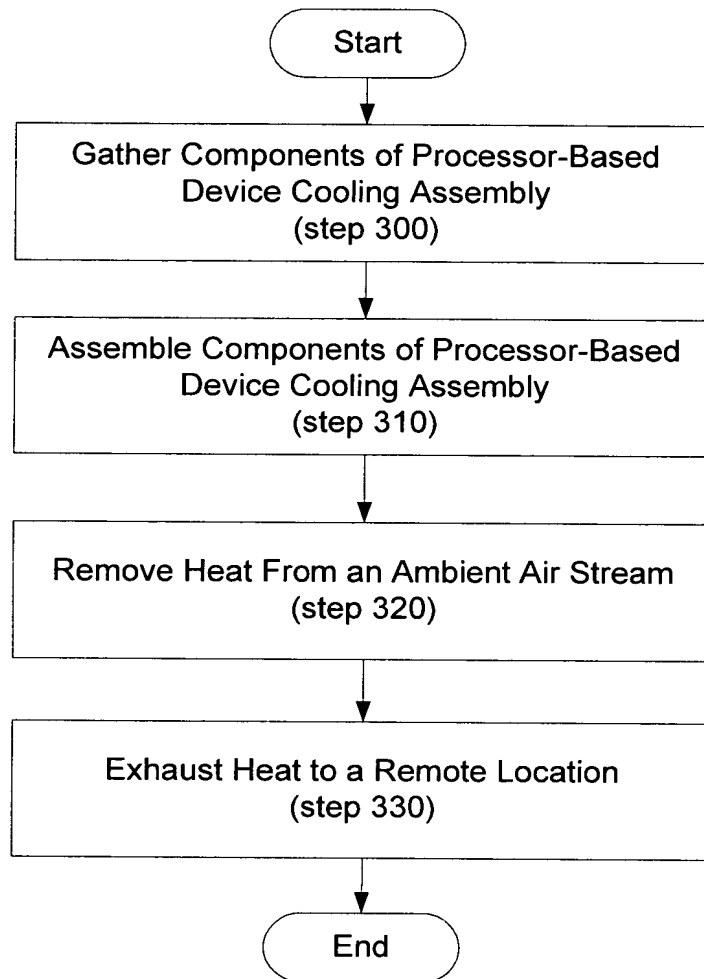 Start
Gather Components of Processor-Based
Device Cooling Assembly
(step 300)
Assemble Components of Processor-Based
Device Cooling Assembly
(step 310)
Remove Heat From an Ambient Air Stream
(step 320)
Exhaust Heat to a Remote Location
(step 330)
End